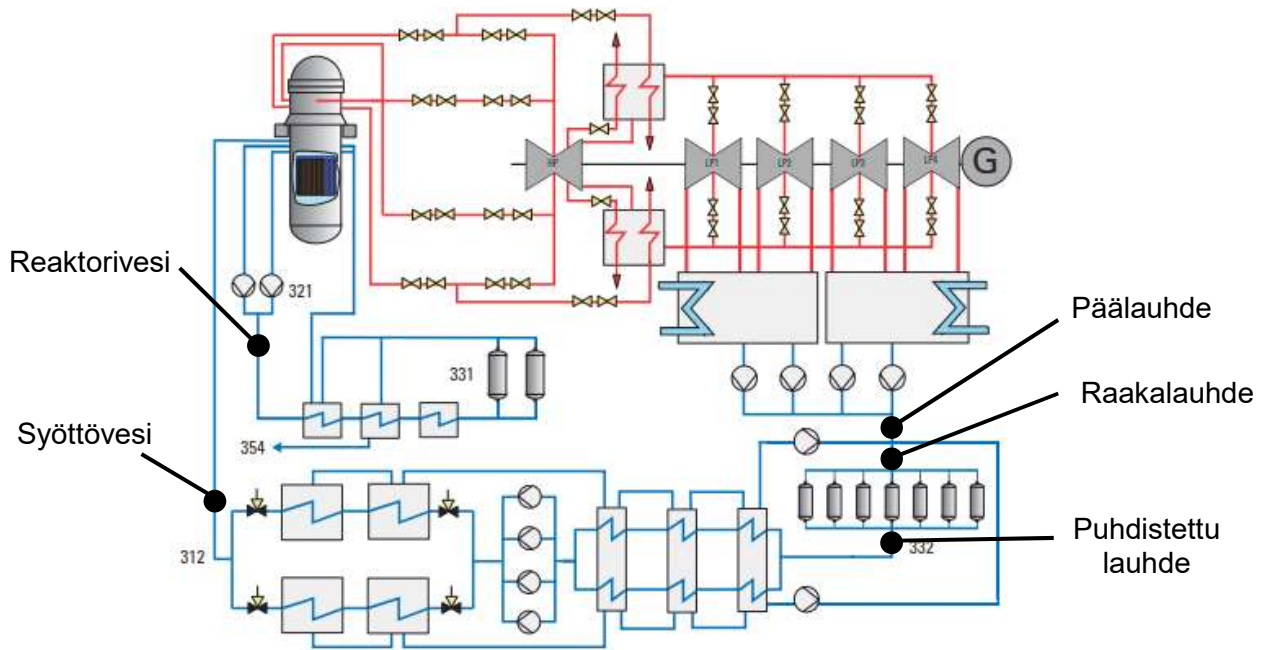 HP
LP1
LP2
LP3
LP4
G
Reaktorivesi
321
Päälauhde
331
Raakalauhde
Syöttövesi
354
Puhdistettu
lauhde
332
312